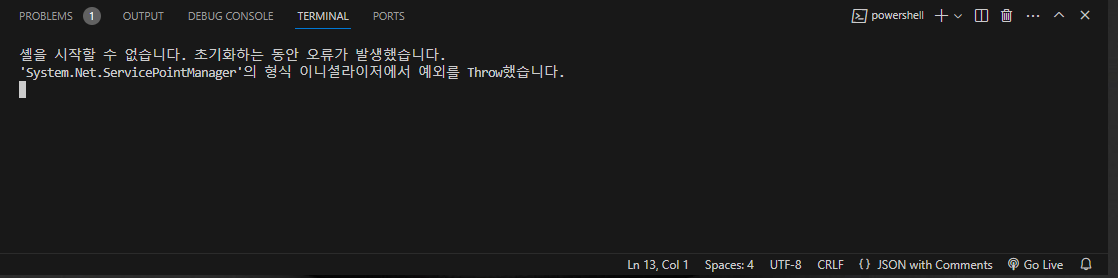 PROBLEMS 1 OUTPUT DEBUG CONSOLE TERMINAL PORTS powershell
셸을 시작할 수 없습니다. 초기화하는 동안 오류가 발생했습니다.
'System.Net.ServicePointManager'의 형식 이니셜라이저에서 예외를 Throw했습니다.
Ln 13, Col 1 Spaces: 4 UTF-8 CRLF {} JSON with Comments Go Live